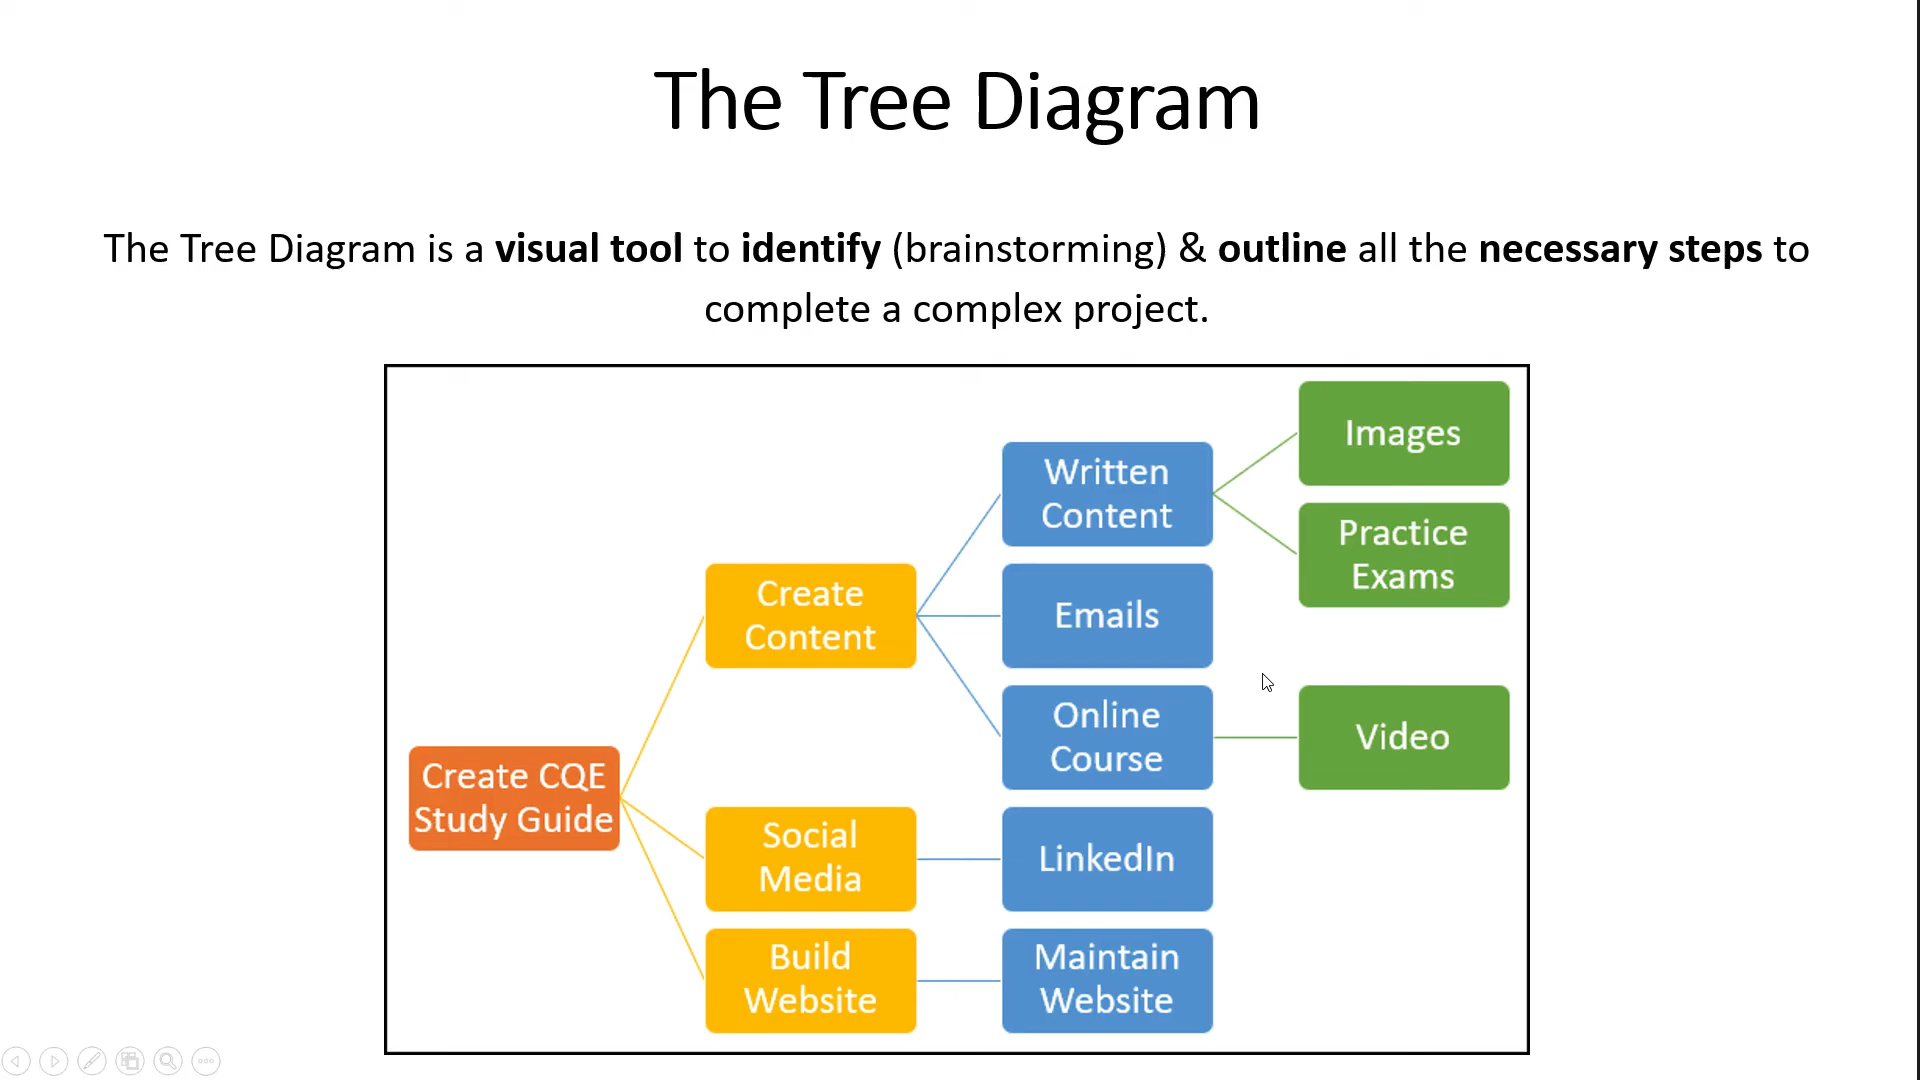 The Tree Diagram
The Tree Diagram is a visual tool to identify (brainstorming) & outline all the necessary steps to
complete a complex project.
Create CQE
Study Guide
Create
Content
Social
Media
Build
Website
Written
Content
Emails
Online
Course
LinkedIn
Maintain
Website
Images
Practice
Exams
Video